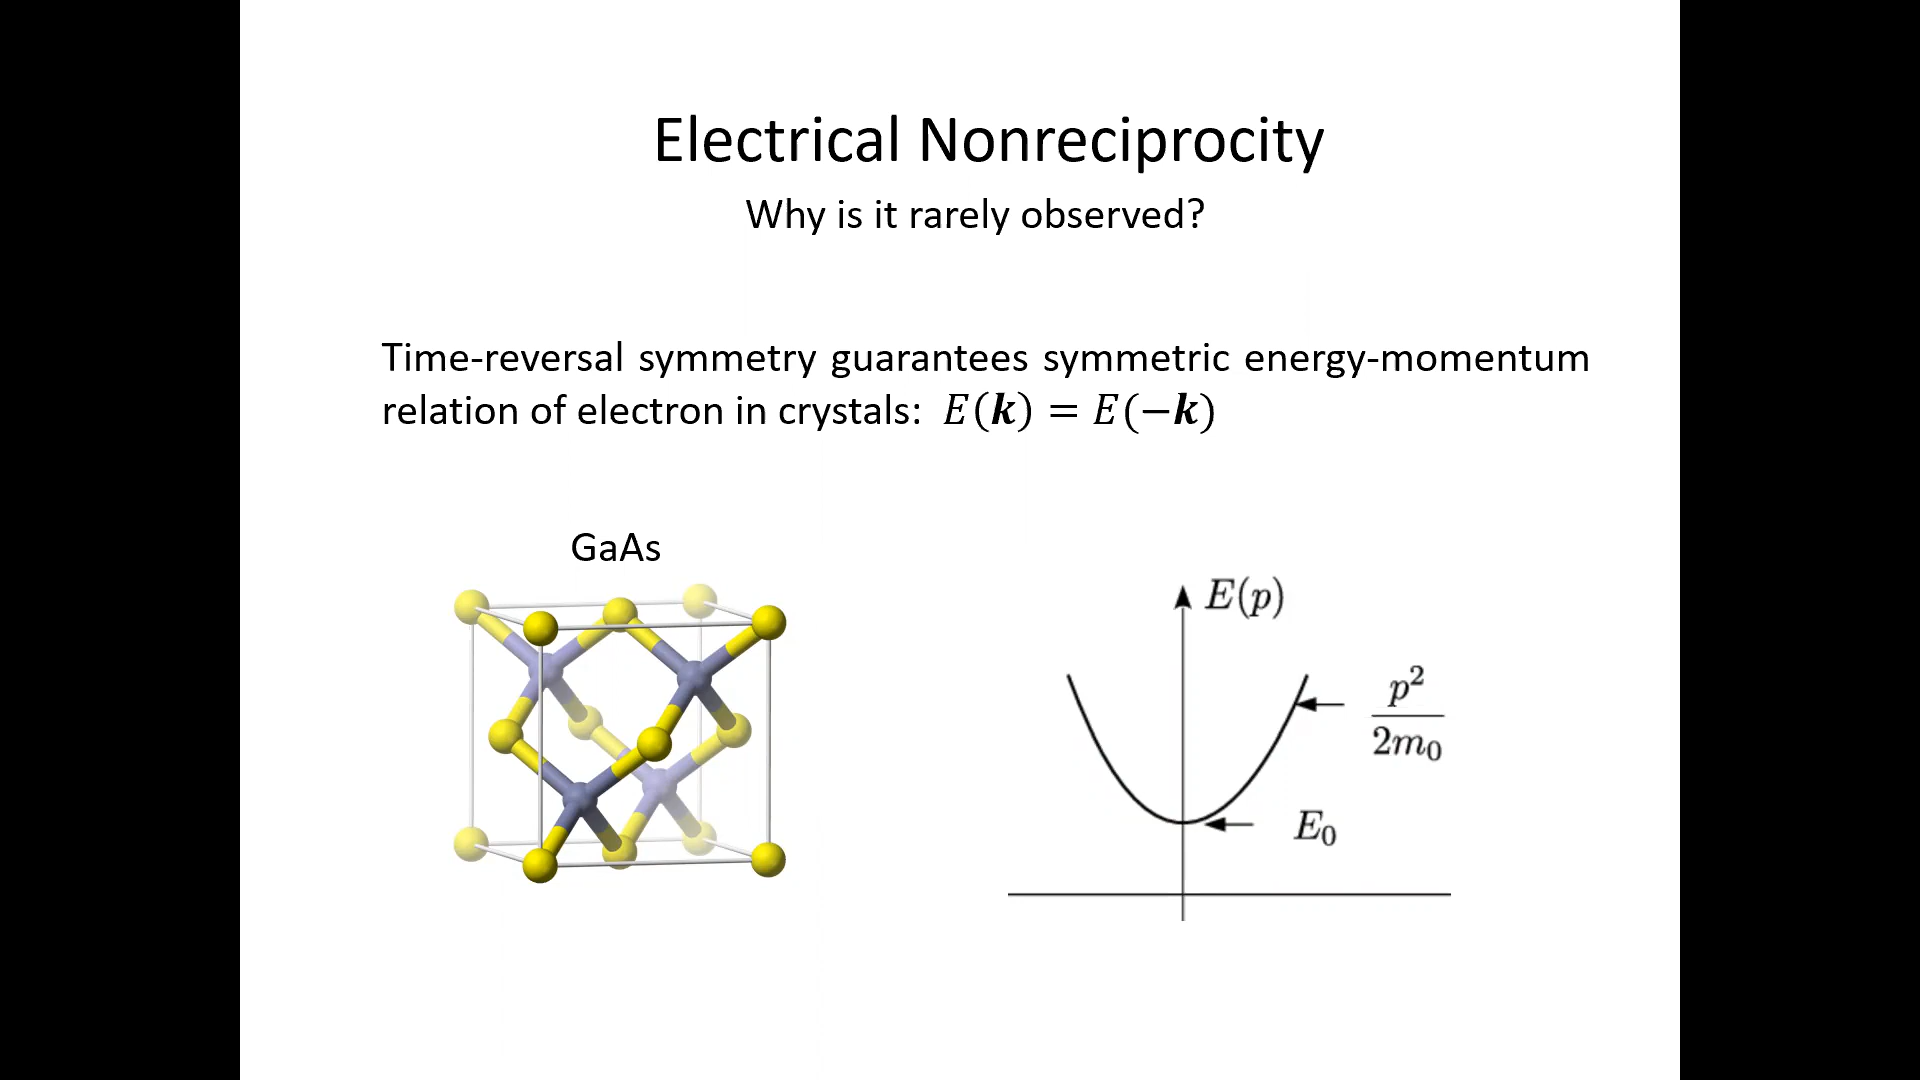 Electrical Nonreciprocity
Why is it rarely observed?
Time-reversal symmetry guarantees symmetric energy-momentum
relation of electron in crystals: E(k) = E(−k)
GaAs
E(p)
p²
2m₀
E₀